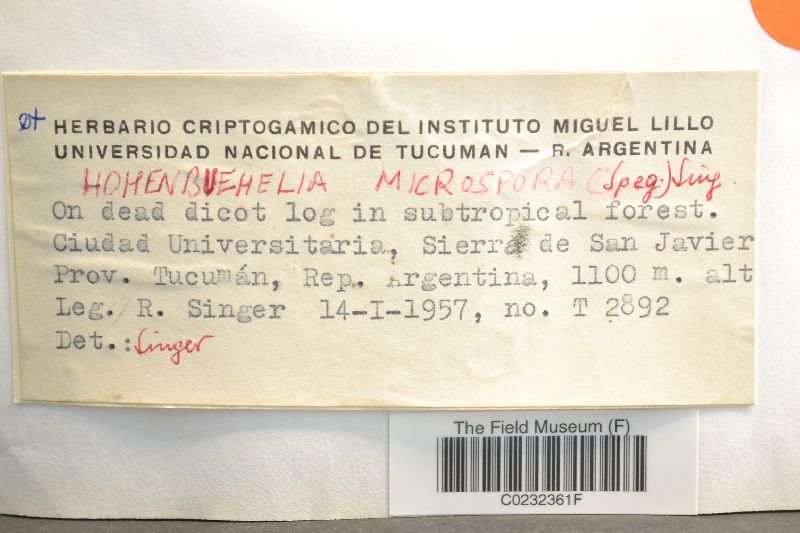 HERBARIO CRIPTOGAMICO DEL INSTITUTO MIGUEL LILLO
UNIVERSIDAD NACIONAL DE TUCUMAN — R. ARGENTINA
HOHENBUEHELIA MICROSPORA (Speg.) Sing.
On dead dicot log in subtropical forest.
Ciudad Universitaria, Sierra de San Javier
Prov. Tucumán, Rep. Argentina, 1100 m. alt
Leg. R. Singer 14-I-1957, no. T 2892
Det.: Singer
The Field Museum (F)
C0232361F